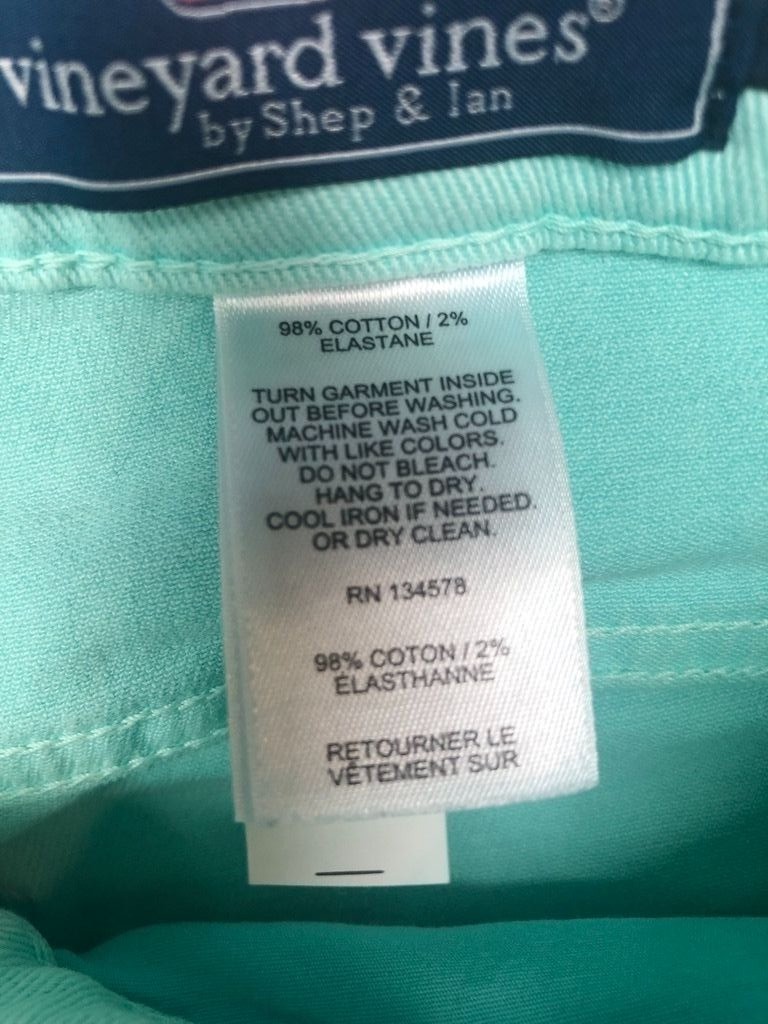 vineyard vines®
by Shep & Ian
98% COTTON / 2%
ELASTANE
TURN GARMENT INSIDE
OUT BEFORE WASHING.
MACHINE WASH COLD
WITH LIKE COLORS.
DO NOT BLEACH.
HANG TO DRY.
COOL IRON IF NEEDED.
OR DRY CLEAN.
RN 134578
98% COTON / 2%
ÉLASTHANNE
RETOURNER LE
VÊTEMENT SUR